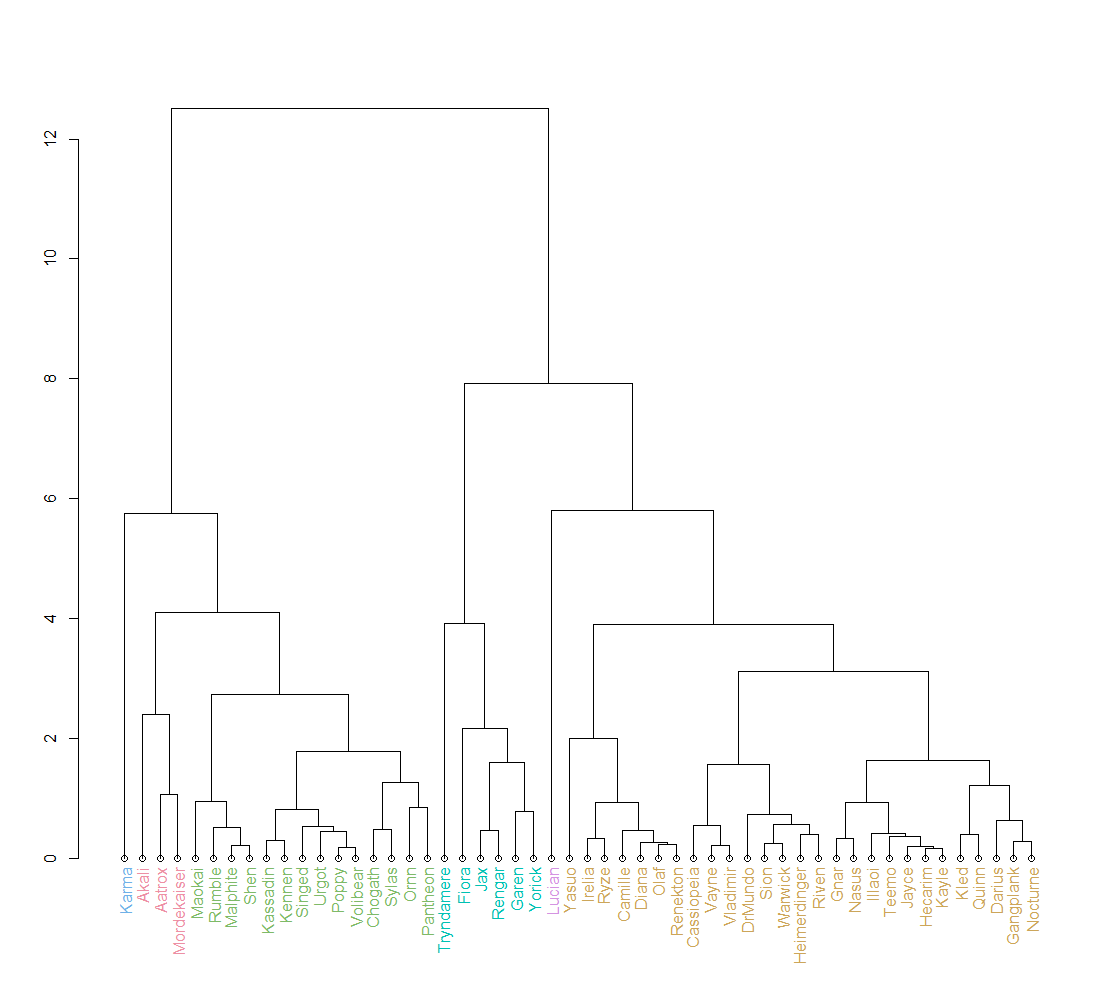 12
10
8
6
4
2
0
Karma
Akali
Aatrox
Mordekaiser
Maokai
Rumble
Malphite
Shen
Kassadin
Kennen
Singed
Urgot
Poppy
Volibear
Chogath
Sylas
Ornn
Pantheon
Tryndamere
Fiora
Jax
Rengar
Garen
Yorick
Lucian
Yasuo
Irelia
Ryze
Camille
Diana
Olaf
Renekton
Cassiopeia
Vayne
Vladimir
DrMundo
Sion
Warwick
Heimerdinger
Riven
Gnar
Nasus
Illaoi
Teemo
Jayce
Hecarim
Kayle
Kled
Quinn
Darius
Gangplank
Nocturne